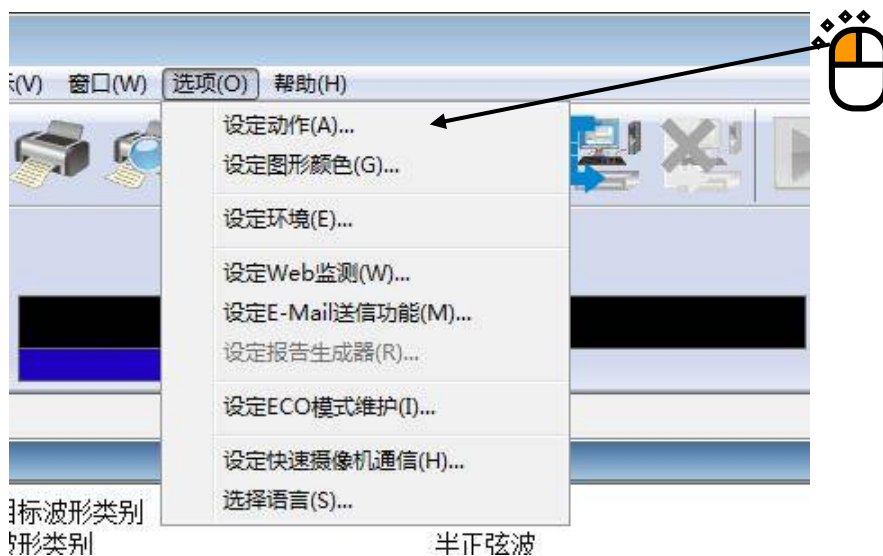 (V) 窗口(W) 选项(O) 帮助(H)
设定动作(A)...
设定图形颜色(G)...
设定环境(E)...
设定Web监测(W)...
设定E-Mail送信功能(M)...
设定报告生成器(R)...
设定ECO模式维护(I)...
设定快速摄像机通信(H)...
选择语言(S)...
标波形类别
形类别 半正弦波